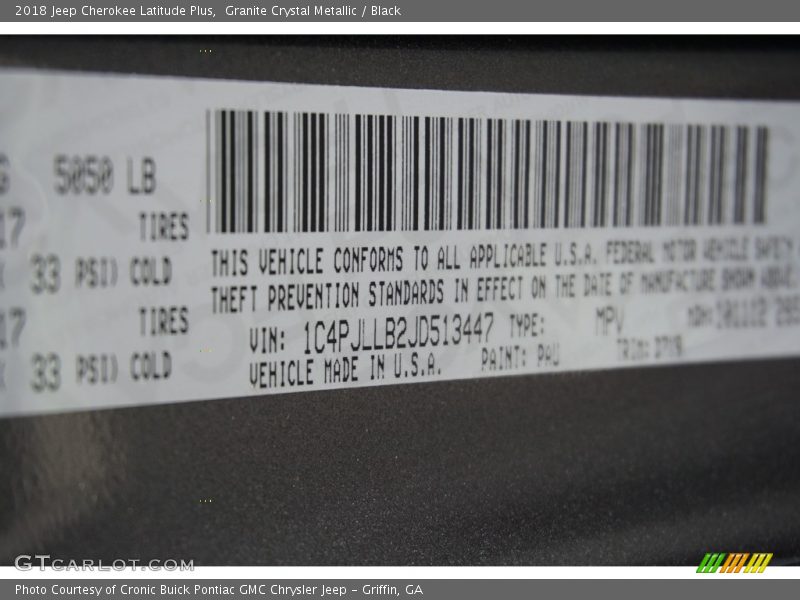 2018 Jeep Cherokee Latitude Plus, Granite Crystal Metallic / Black
5050 LB
TIRES
33 PSI) COLD
TIRES
33 PSI) COLD
THIS VEHICLE CONFORMS TO ALL APPLICABLE U.S.A. FEDERAL MOTOR VEHICLE SAFETY
THEFT PREVENTION STANDARDS IN EFFECT ON THE DATE OF MANUFACTURE SHOWN ABOVE.
VIN: 1C4PJLLB2JD513447 TYPE: MPV
VEHICLE MADE IN U.S.A. PAINT: PAU TRIM:
GTCARLOT.COM
Photo Courtesy of Cronic Buick Pontiac GMC Chrysler Jeep – Griffin, GA